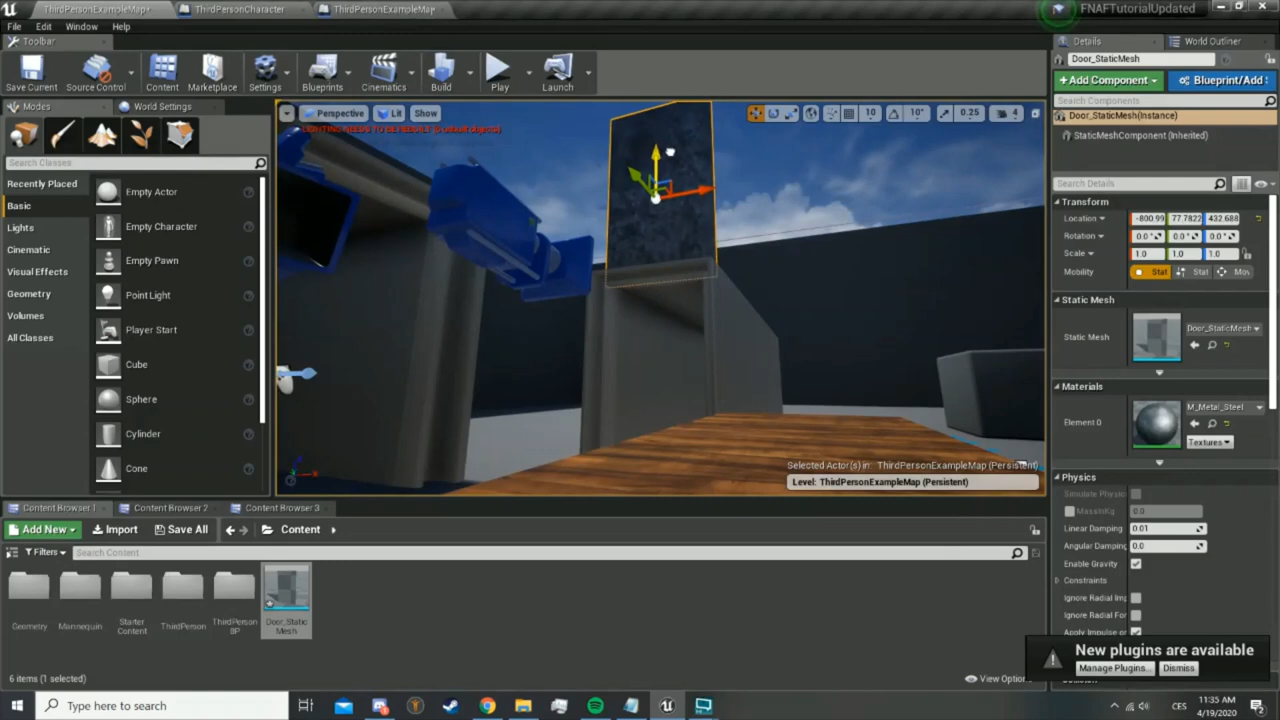 ThirdPersonExampleMap*
ThirdPersonCharacter
ThirdPersonExampleMap
FNAFTutorialUpdated
File Edit Window Help
Toolbar
Details World Outliner
Door_StaticMesh
Save Current Source Control Content Marketplace Settings Blueprints Cinematics Build Play Launch
+Add Component Blueprint/Add
Search Components
Modes World Settings
Perspective Lit Show 10 10° 0.25 4
Door_StaticMesh(Instance)
StaticMeshComponent (Inherited)
Search Classes
Recently Placed
Basic
Lights
Cinematic
Visual Effects
Geometry
Volumes
All Classes
Empty Actor
Empty Character
Empty Pawn
Point Light
Player Start
Cube
Sphere
Cylinder
Cone
Search Details
Transform
Location -800.99 77.7822 432.688
Rotation 0.0° 0.0° 0.0°
Scale 1.0 1.0 1.0
Mobility Stat Stat Mov
Static Mesh
Static Mesh Door_StaticMesh
Materials
Element 0 M_Metal_Steel
Textures
Selected Actor(s) in: ThirdPersonExampleMap (Persistent)
Level: ThirdPersonExampleMap (Persistent)
Physics
Simulate Physic
MassInKg 0.0
Linear Damping 0.01
Angular Damping 0.0
Enable Gravity
Constraints
Ignore Radial Imp
Ignore Radial For
Apply Impulse on
Content Browser 1 Content Browser 2 Content Browser 3
Add New Import Save All Content
Filters Search Content
Geometry
Mannequin
Starter
Content
ThirdPerson
ThirdPerson
BP
Door_Static
Mesh
6 items (1 selected)
View Option
New plugins are available
Manage Plugins... Dismiss
Type here to search
CES
11:35 AM
4/19/2020
2